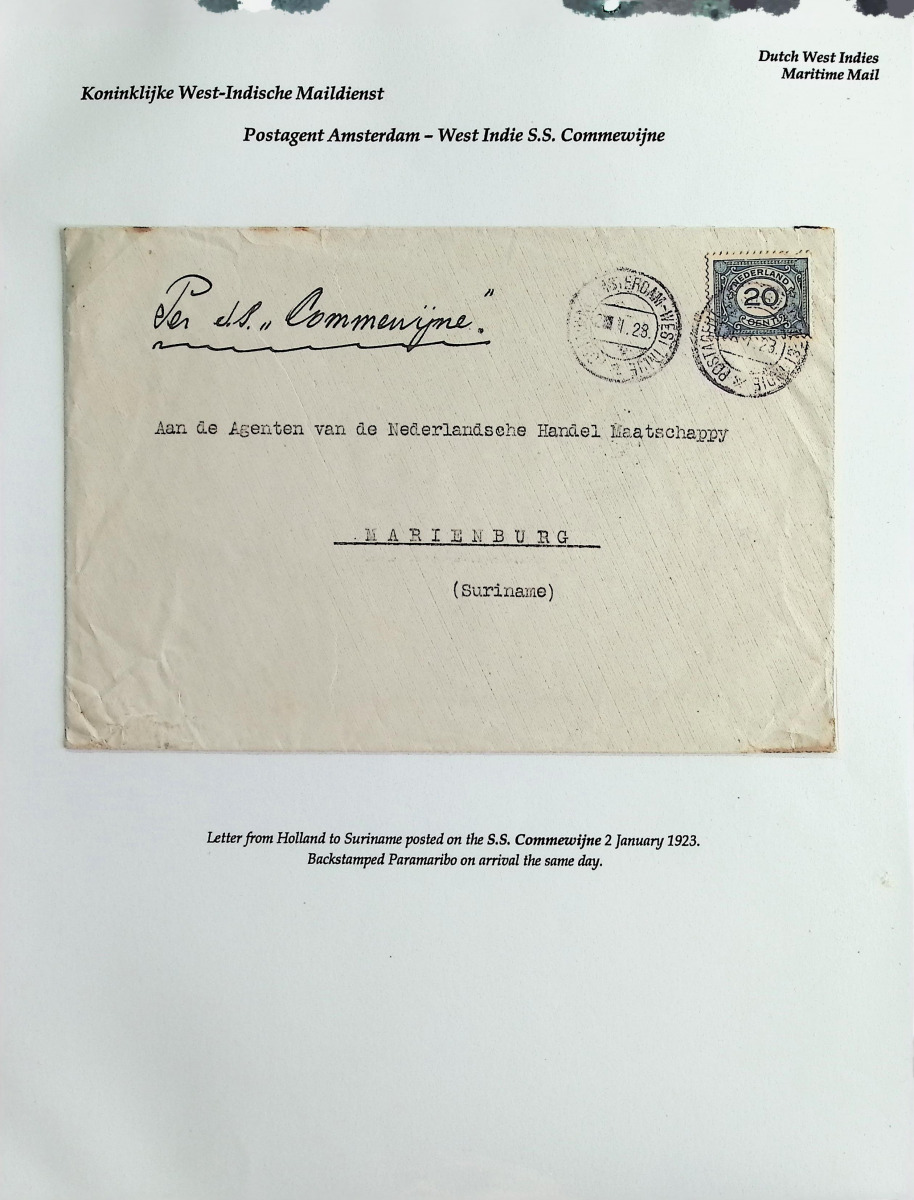 Dutch West Indies
Maritime Mail
Koninklijke West-Indische Maildienst
Postagent Amsterdam – West Indie S.S. Commewijne
Per s/s. „Commewijne"
NEDERLAND
20
CENT
Aan de Agenten van de Nederlandsche Handel Maatschappy
MARIENBURG
(Suriname)
Letter from Holland to Suriname posted on the S.S. Commewijne 2 January 1923.
Backstamped Paramaribo on arrival the same day.